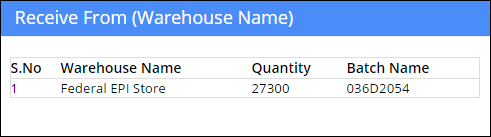 Receive From (Warehouse Name)
S.No Warehouse Name Quantity Batch Name
1 Federal EPI Store 27300 036D2054